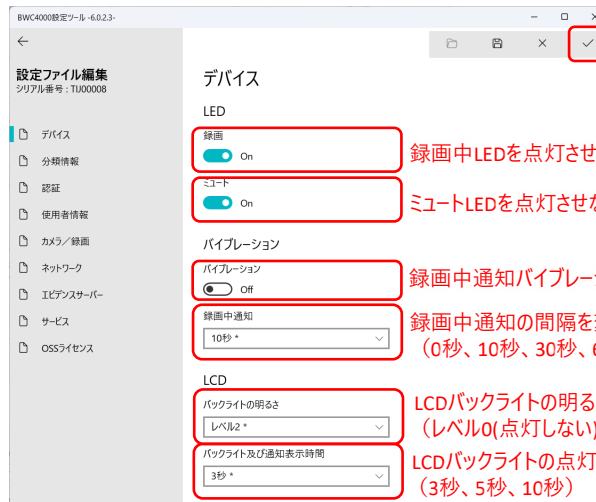 BWC4000設定ツール -6.0.2.3-
設定ファイル編集
シリアル番号 : TIJ00008
デバイス
分類情報
認証
使用者情報
カメラ／録画
ネットワーク
エビデンスサーバー
サービス
OSSライセンス
デバイス
LED
録画
On
録画中LEDを点灯させ
ミュート
On
ミュートLEDを点灯させ
バイブレーション
バイブレーション
Off
録画中通知バイブレー
録画中通知
10秒 *
録画中通知の間隔を
（0秒、10秒、30秒、
LCD
バックライトの明るさ
レベル2 *
LCDバックライトの明る
（レベル0(点灯しない)
バックライト及び通知表示時間
3秒 *
LCDバックライトの点灯
（3秒、5秒、10秒）